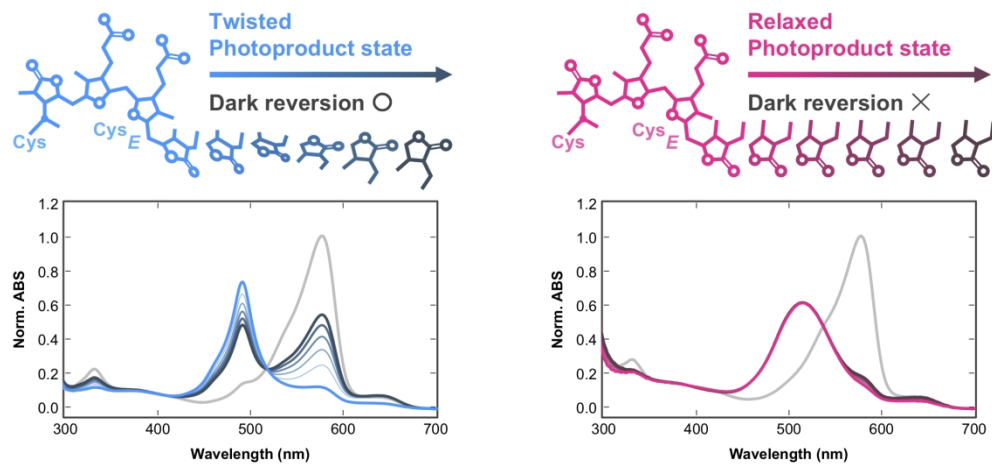 Twisted
Photoproduct state
Dark reversion ○
Cys
Cys E
1.2
1.0
0.8
0.6
0.4
0.2
0.0
Norm. ABS
300 400 500 600 700
Wavelength (nm)
Relaxed
Photoproduct state
Dark reversion ×
Cys
Cys E
1.2
1.0
0.8
0.6
0.4
0.2
0.0
Norm. ABS
300 400 500 600 700
Wavelength (nm)